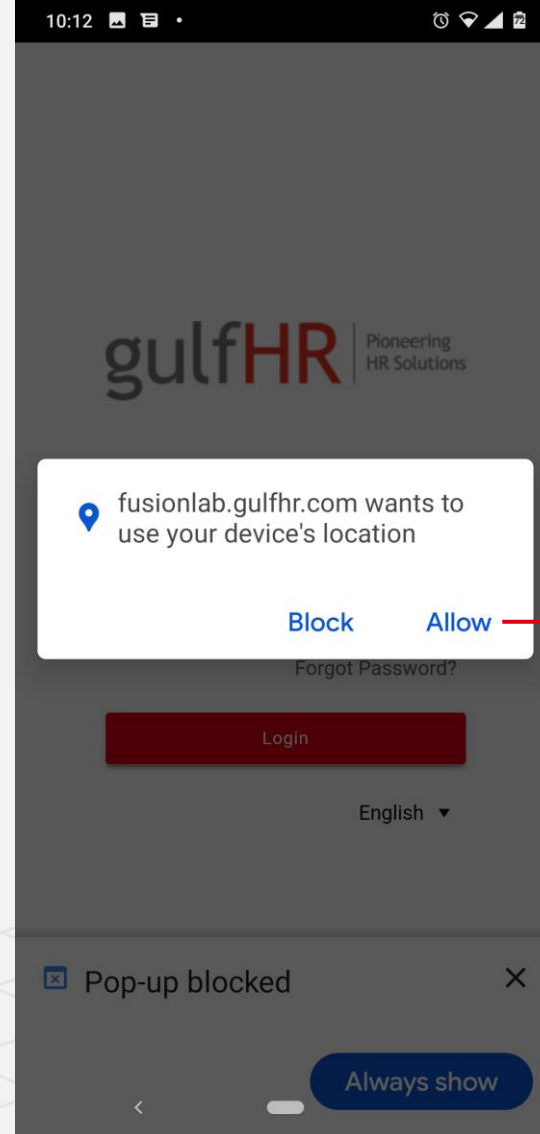 10:12
72
gulfHR
Pioneering
HR Solutions
fusionlab.gulfhr.com wants to
use your device's location
Block Allow
Forgot Password?
Login
English
Pop-up blocked
Always show